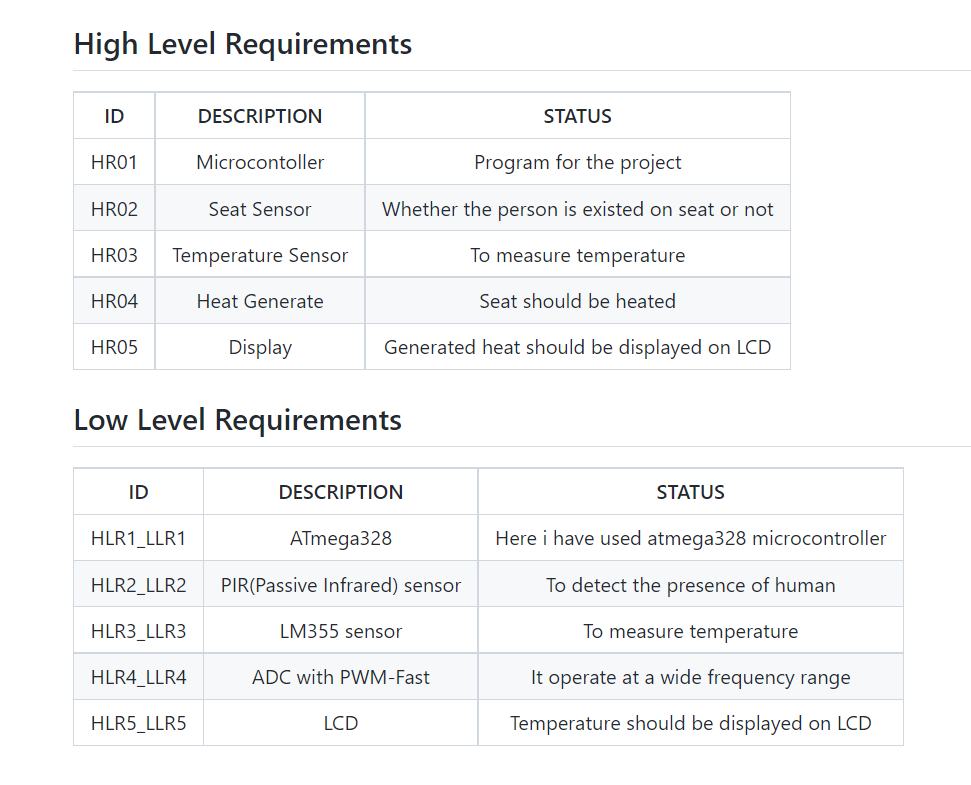 High Level Requirements
ID DESCRIPTION STATUS
HR01 Microcontoller Program for the project
HR02 Seat Sensor Whether the person is existed on seat or not
HR03 Temperature Sensor To measure temperature
HR04 Heat Generate Seat should be heated
HR05 Display Generated heat should be displayed on LCD
Low Level Requirements
ID DESCRIPTION STATUS
HLR1_LLR1 ATmega328 Here i have used atmega328 microcontroller
HLR2_LLR2 PIR(Passive Infrared) sensor To detect the presence of human
HLR3_LLR3 LM355 sensor To measure temperature
HLR4_LLR4 ADC with PWM-Fast It operate at a wide frequency range
HLR5_LLR5 LCD Temperature should be displayed on LCD